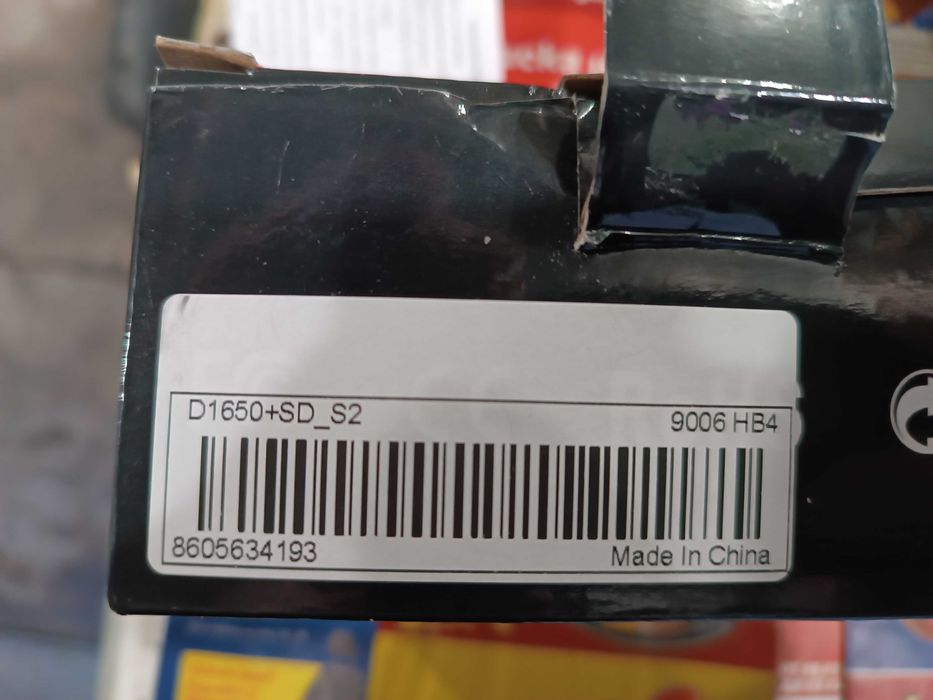 D1650+SD_S2
9006 HB4
8605634193
Made In China